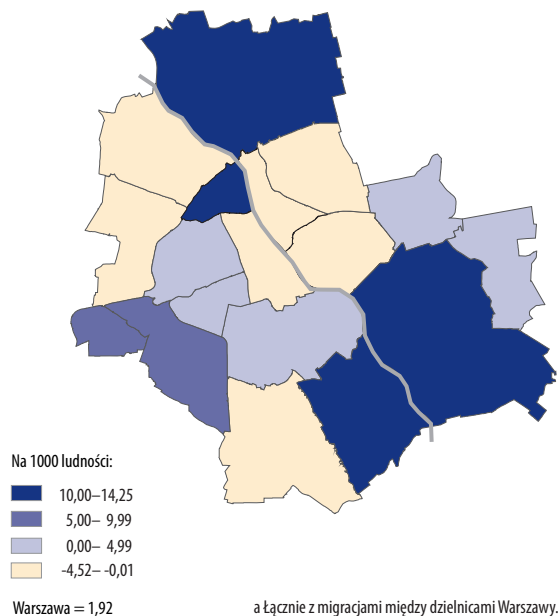 Na 1000 ludności:
10,00–14,25
5,00– 9,99
0,00– 4,99
-4,52– -0,01
Warszawa = 1,92
a Łącznie z migracjami między dzielnicami Warszawy.